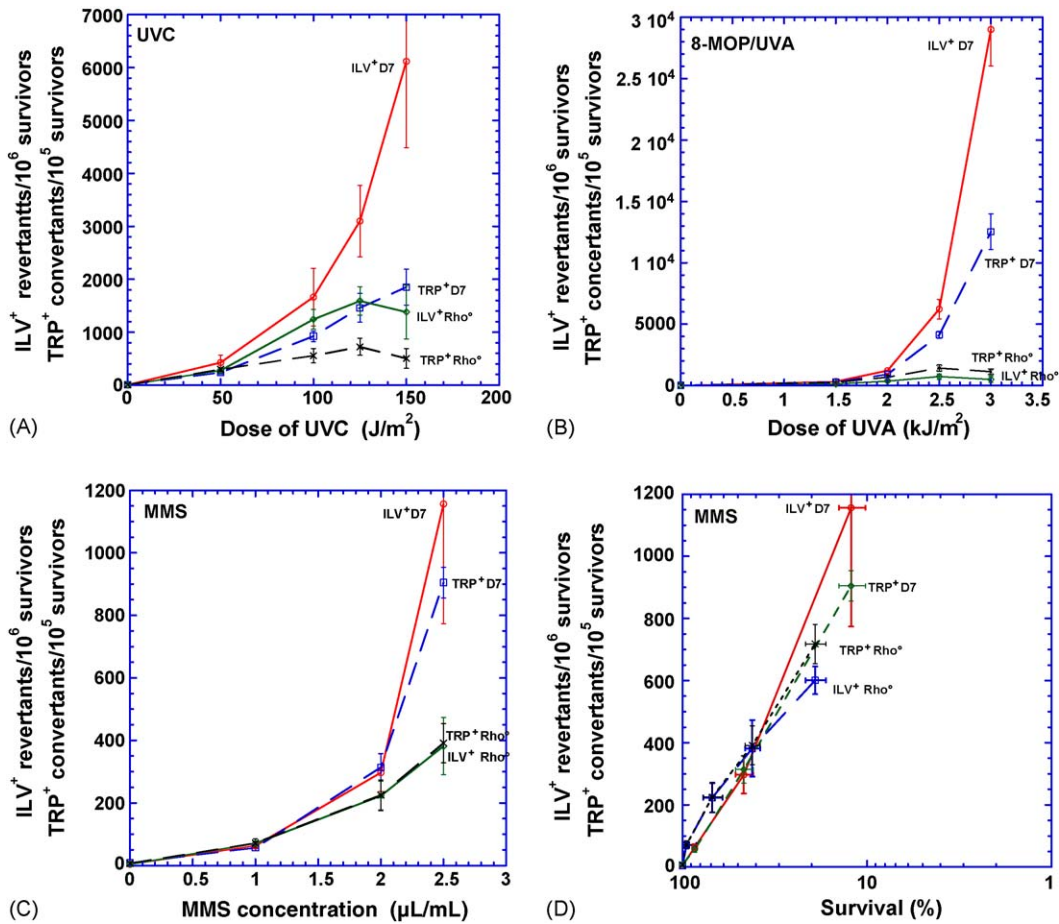 UVC
ILV⁺ revertantts/10⁶ survivors
TRP⁺ convertants/10⁵ survivors
7000
6000
5000
4000
3000
2000
1000
0
ILV⁺D7
TRP⁺D7
ILV⁺Rho°
TRP⁺Rho°
0 50 100 150 200
Dose of UVC (J/m²)
(A)
8-MOP/UVA
ILV⁺ revertants/10⁶ survivors
TRP⁺ concertants/10⁵ survivors
3 10⁴
2.5 10⁴
2 10⁴
1.5 10⁴
1 10⁴
5000
0
ILV⁺D7
TRP⁺D7
TRP⁺Rho°
ILV⁺Rho°
0 0.5 1 1.5 2 2.5 3 3.5
Dose of UVA (kJ/m²)
(B)
MMS
ILV⁺ revertants/10⁶ survivors
TRP⁺ convertants/10⁵ survivors
1200
1000
800
600
400
200
0
ILV⁺D7
TRP⁺D7
TRP⁺Rho°
ILV⁺ Rho°
0 0.5 1 1.5 2 2.5 3
MMS concentration (µL/mL)
(C)
MMS
ILV⁺ revertants/10⁶ survivors
TRP⁺ convertants/10⁵ survivors
1200
1000
800
600
400
200
0
ILV⁺D7
TRP⁺D7
TRP⁺Rho°
ILV⁺ Rho°
100 10 1
Survival (%)
(D)